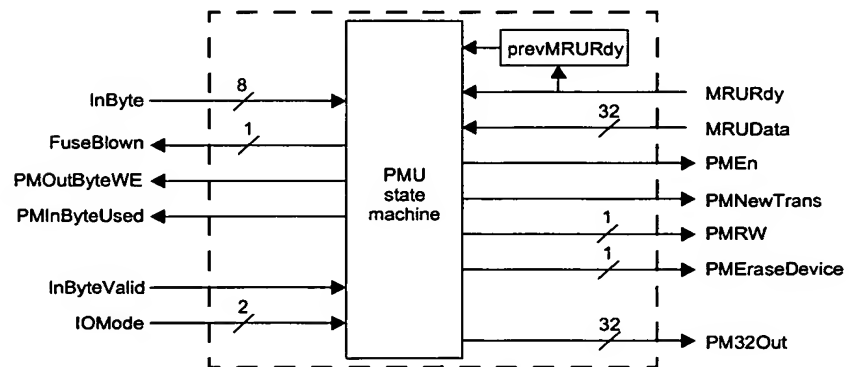 prevMRURdy
8
InByte
MRURdy
32
MRUData
1
FuseBlown
PMU
state
machine
PMEn
PMOutByteWE
PMNewTrans
PMInByteUsed
1
PMRW
1
PMEraseDevice
InByteValid
2
IOMode
32
PM32Out